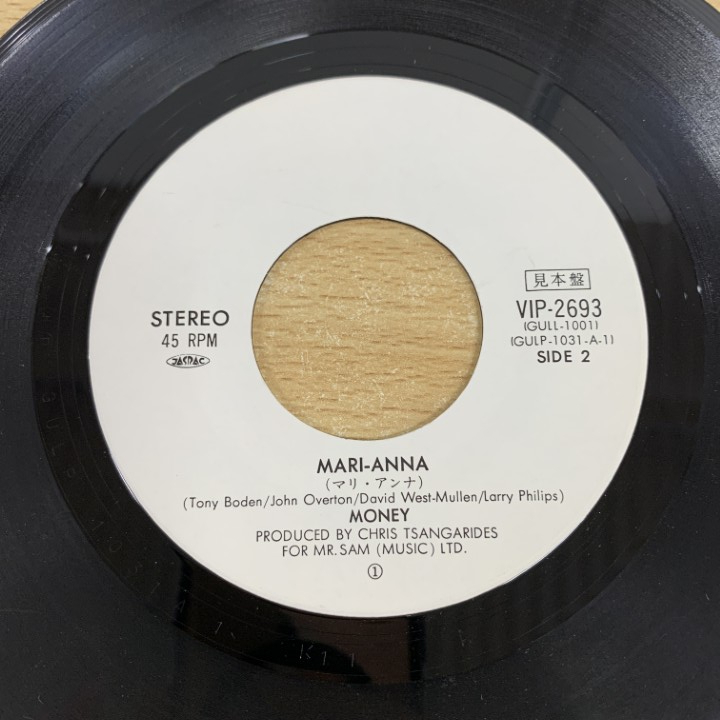 見本盤
STEREO
VIP-2693
(GULL-1001)
45 RPM
(GULP-1031-A-1)
JASRAC
SIDE 2
MARI-ANNA
(マリ・アンナ)
(Tony Boden/John Overton/David West-Mullen/Larry Philips)
MONEY
PRODUCED BY CHRIS TSANGARIDES
FOR MR. SAM (MUSIC) LTD.
①